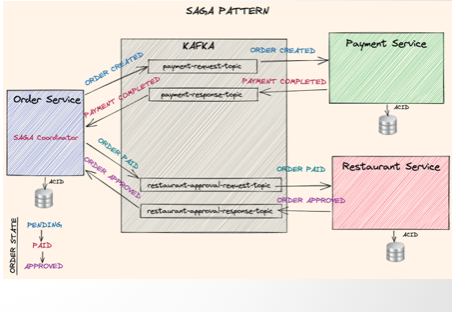 SAGA PATTERN
KAFKA
Payment Service
ORDER CREATED
ORDER CREATED
payment-request-topic
PAYMENT COMPLETED
payment-response-topic
PAYMENT COMPLETED
Order Service
SAGA Coordinator
ACID
ORDER PAID
ORDER PAID
Restaurant Service
ORDER APPROVED
restaurant-approval-request-topic
ORDER APPROVED
restaurant-approval-response-topic
ACID
ACID
ORDER STATE
PENDING
PAID
APPROVED